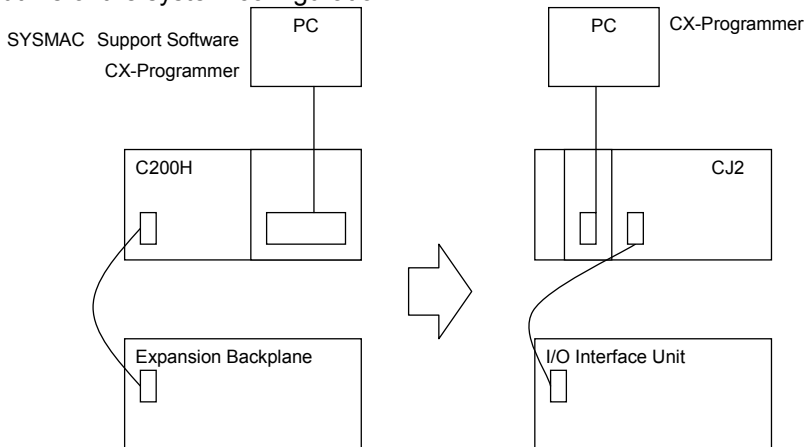 PC
SYSMAC Support Software
CX-Programmer
C200H
Expansion Backplane
PC
CX-Programmer
CJ2
I/O Interface Unit